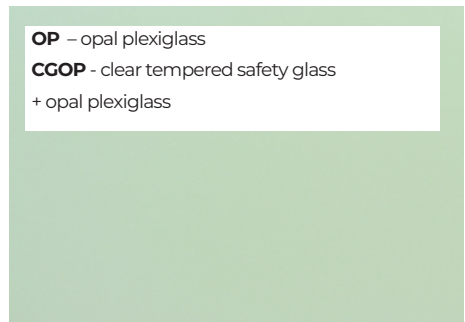 OP – opal plexiglass
CGOP - clear tempered safety glass
+ opal plexiglass